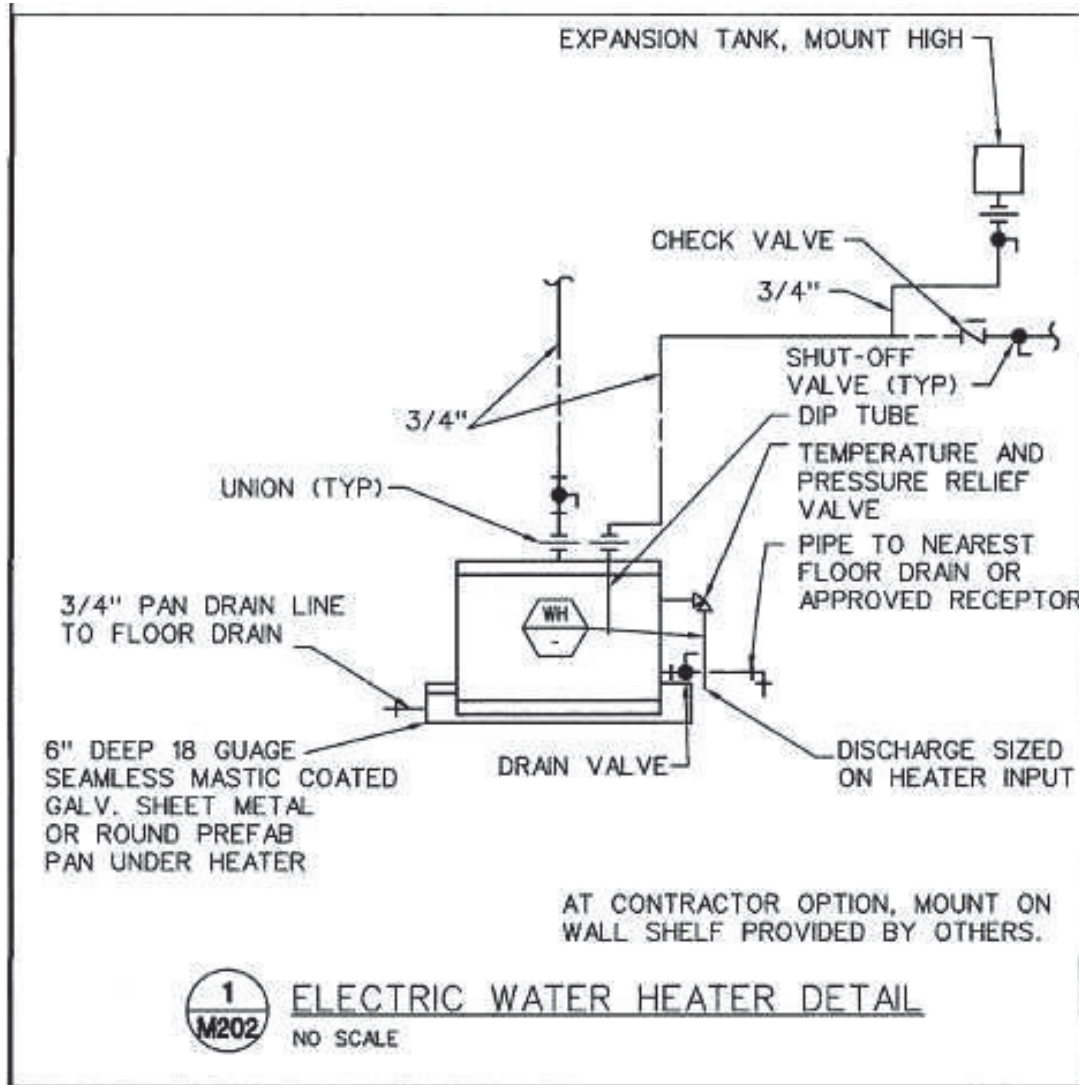 EXPANSION TANK, MOUNT HIGH
CHECK VALVE
3/4"
SHUT-OFF
VALVE (TYP)
3/4"
DIP TUBE
TEMPERATURE AND
PRESSURE RELIEF
VALVE
UNION (TYP)
PIPE TO NEAREST
FLOOR DRAIN OR
APPROVED RECEPTOR
3/4" PAN DRAIN LINE
TO FLOOR DRAIN
WH
-
6" DEEP 18 GUAGE
SEAMLESS MASTIC COATED
GALV. SHEET METAL
OR ROUND PREFAB
PAN UNDER HEATER
DRAIN VALVE
DISCHARGE SIZED
ON HEATER INPUT
AT CONTRACTOR OPTION, MOUNT ON
WALL SHELF PROVIDED BY OTHERS.
1
M202
ELECTRIC WATER HEATER DETAIL
NO SCALE